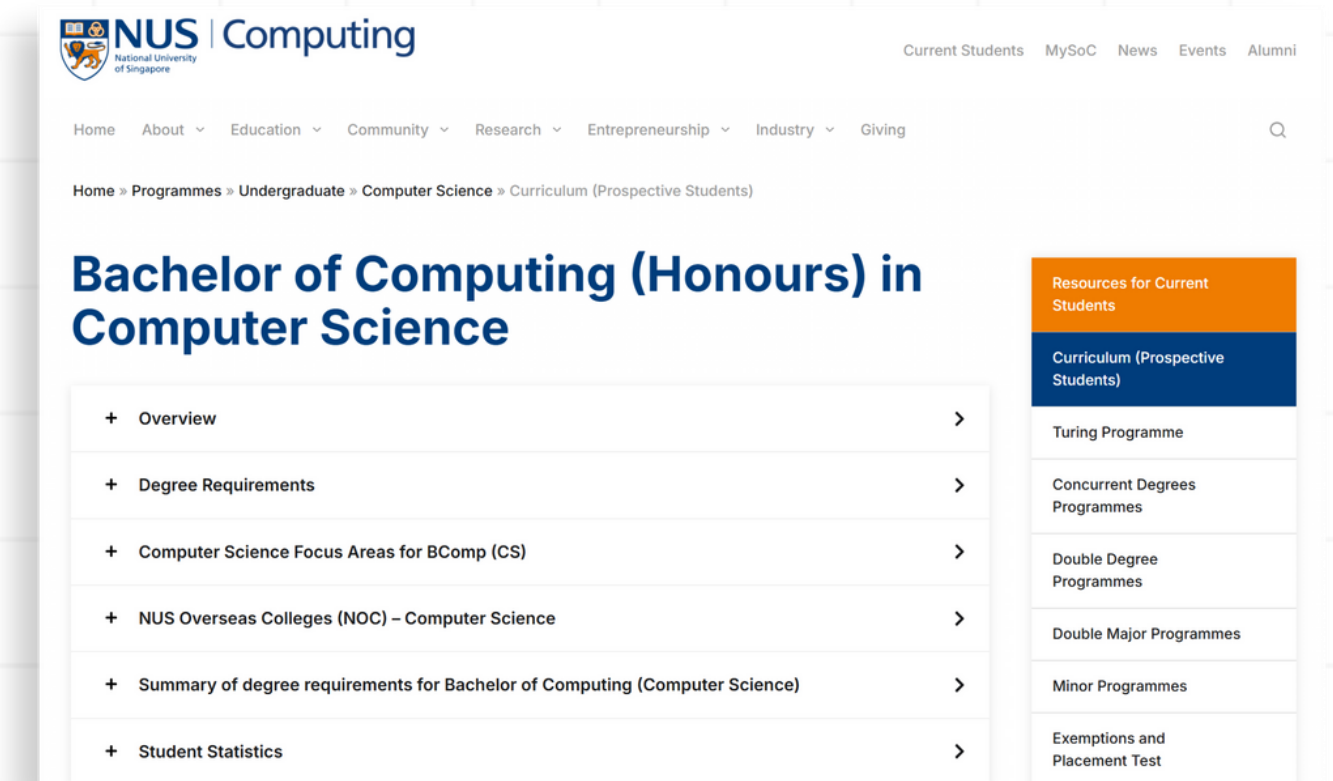 NUS | Computing
National University
of Singapore
Current Students MySoC News Events Alumni
Home About Education Community Research Entrepreneurship Industry Giving
Home » Programmes » Undergraduate » Computer Science » Curriculum (Prospective Students)
Bachelor of Computing (Honours) in
Computer Science
+ Overview
+ Degree Requirements
+ Computer Science Focus Areas for BComp (CS)
+ NUS Overseas Colleges (NOC) – Computer Science
+ Summary of degree requirements for Bachelor of Computing (Computer Science)
+ Student Statistics
Resources for Current
Students
Curriculum (Prospective
Students)
Turing Programme
Concurrent Degrees
Programmes
Double Degree
Programmes
Double Major Programmes
Minor Programmes
Exemptions and
Placement Test